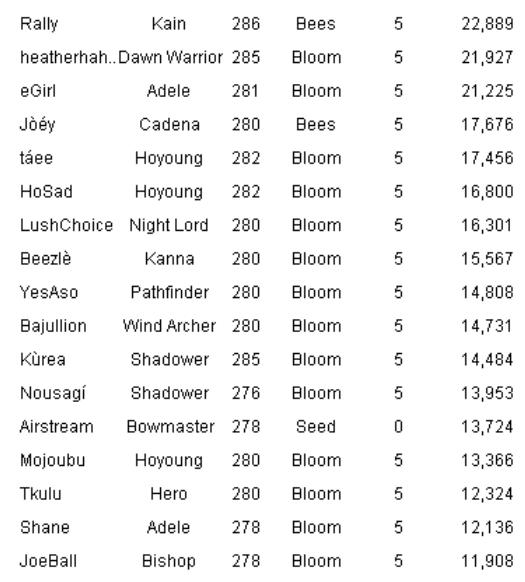 Rally Kain 286 Bees 5 22,889
heatherhah..Dawn Warrior 285 Bloom 5 21,927
eGirl Adele 281 Bloom 5 21,225
Jòéy Cadena 280 Bees 5 17,676
táee Hoyoung 282 Bloom 5 17,456
HoSad Hoyoung 282 Bloom 5 16,800
LushChoice Night Lord 280 Bloom 5 16,301
Beezlè Kanna 280 Bloom 5 15,567
YesAso Pathfinder 280 Bloom 5 14,808
Bajullion Wind Archer 280 Bloom 5 14,731
Kùrea Shadower 285 Bloom 5 14,484
Nousagí Shadower 276 Bloom 5 13,953
Airstream Bowmaster 278 Seed 0 13,724
Mojoubu Hoyoung 280 Bloom 5 13,366
Tkulu Hero 280 Bloom 5 12,324
Shane Adele 278 Bloom 5 12,136
JoeBall Bishop 278 Bloom 5 11,908